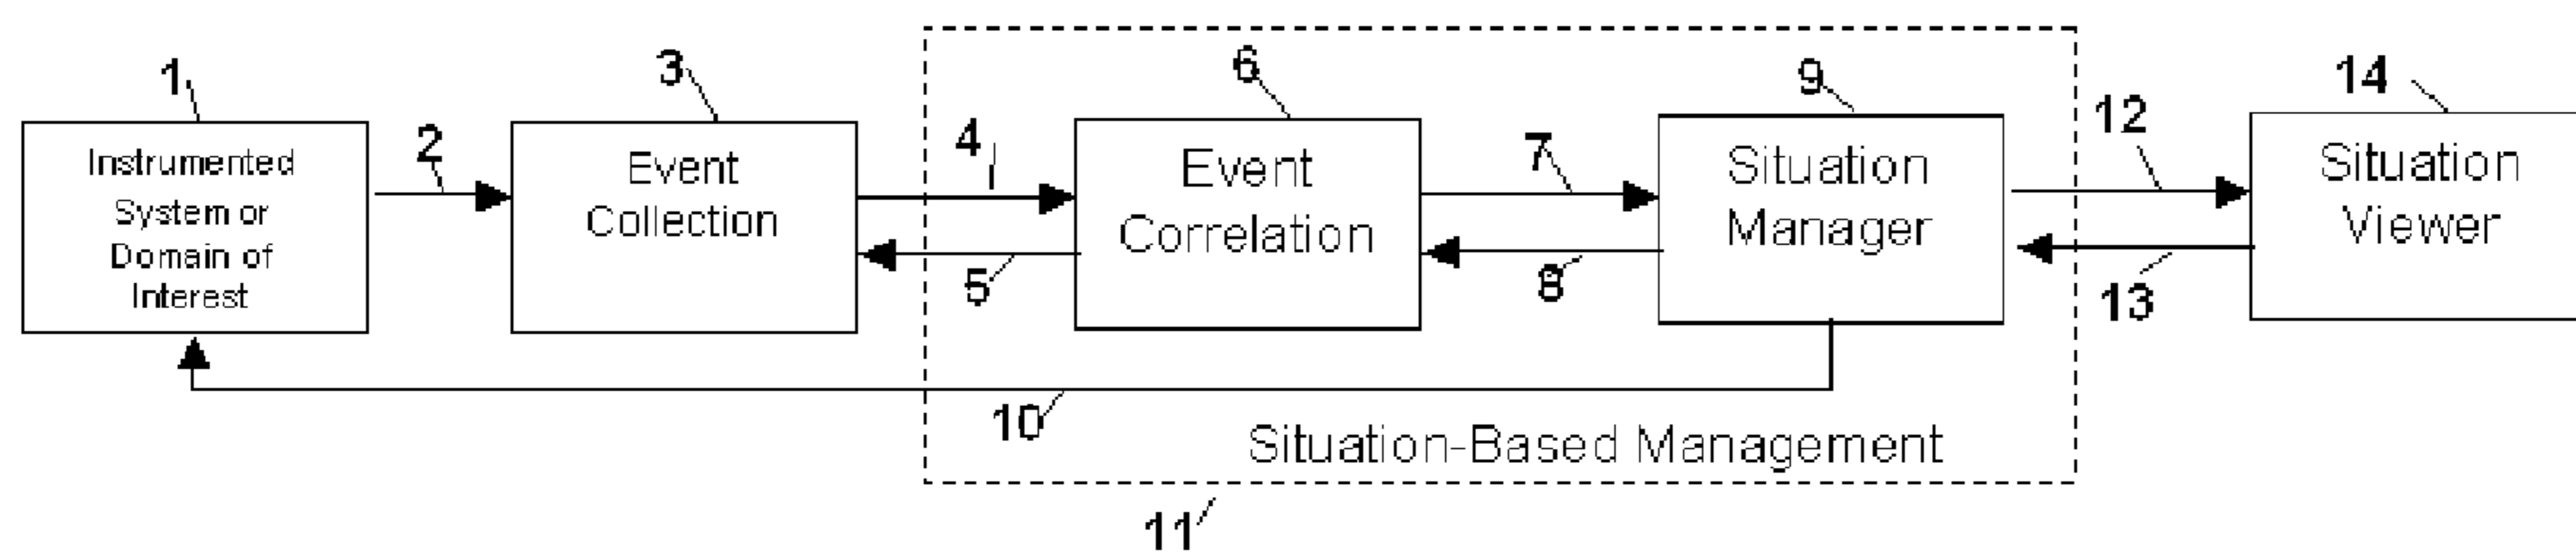 1
Instrumented
System or
Domain of
Interest
2
3
Event
Collection
4
5
6
Event
Correlation
7
8
9
Situation
Manager
10
Situation-Based Management
11
12
13
14
Situation
Viewer